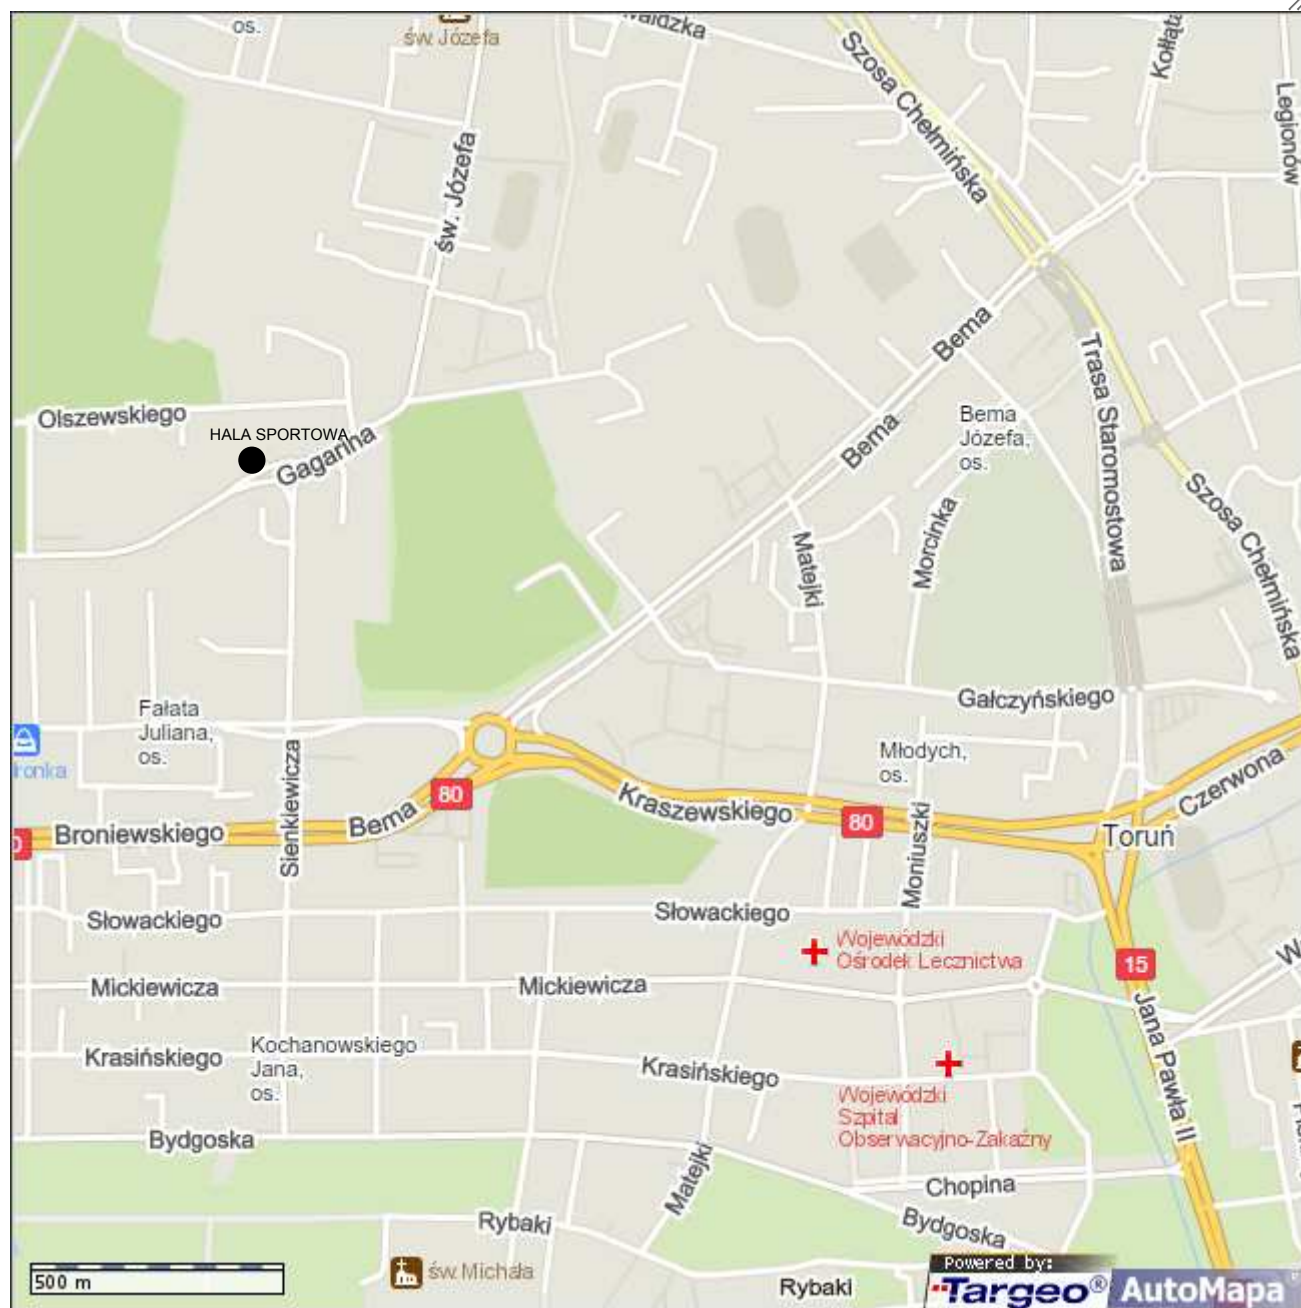 os.
św. Józefa
Szosa Chełmińska
Legionów
św. Józefa
Bema
Trasa Staromostowa
Olszewskiego
HALA SPORTOWA
Gagarina
Bema
Bema
Józefa,
os.
Szosa Chełmińska
Morcinka
Matejki
Gałczyńskiego
Fałata
Juliana,
os.
Sienkiewicza
Młodych,
os.
Czerwona
80
Kraszewskiego
80
Bema
Broniewskiego
Toruń
Moniuszki
Słowackiego
Słowackiego
Wojewódzki
Ośrodek Lecznictwa
15
Mickiewicza
Mickiewicza
Jana Pawła II
Kochanowskiego
Jana,
os.
Krasińskiego
Krasińskiego
Wojewódzki
Szpital
Obserwacyjno-Zakaźny
Bydgoska
Matejki
Chopina
Bydgoska
Rybaki
św. Michała
Rybaki
500 m
Powered by:
Targeo® AutoMapa